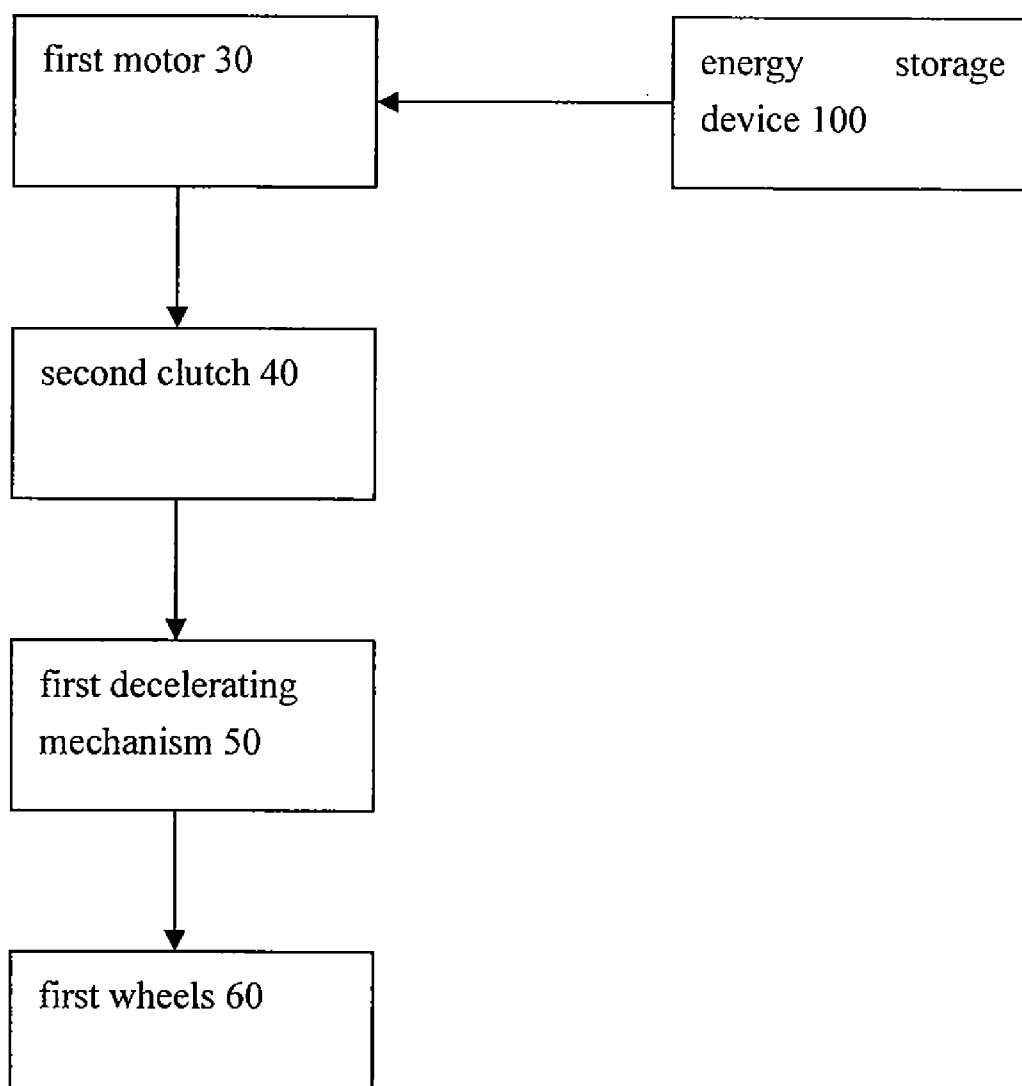 first motor 30
energy storage
device 100
second clutch 40
first decelerating
mechanism 50
first wheels 60